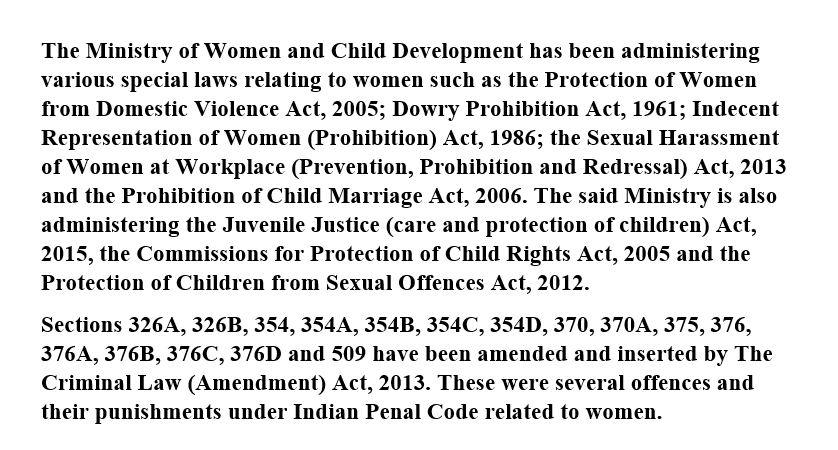 The Ministry of Women and Child Development has been administering
various special laws relating to women such as the Protection of Women
from Domestic Violence Act, 2005; Dowry Prohibition Act, 1961; Indecent
Representation of Women (Prohibition) Act, 1986; the Sexual Harassment
of Women at Workplace (Prevention, Prohibition and Redressal) Act, 2013
and the Prohibition of Child Marriage Act, 2006. The said Ministry is also
administering the Juvenile Justice (care and protection of children) Act,
2015, the Commissions for Protection of Child Rights Act, 2005 and the
Protection of Children from Sexual Offences Act, 2012.
Sections 326A, 326B, 354, 354A, 354B, 354C, 354D, 370, 370A, 375, 376,
376A, 376B, 376C, 376D and 509 have been amended and inserted by The
Criminal Law (Amendment) Act, 2013. These were several offences and
their punishments under Indian Penal Code related to women.